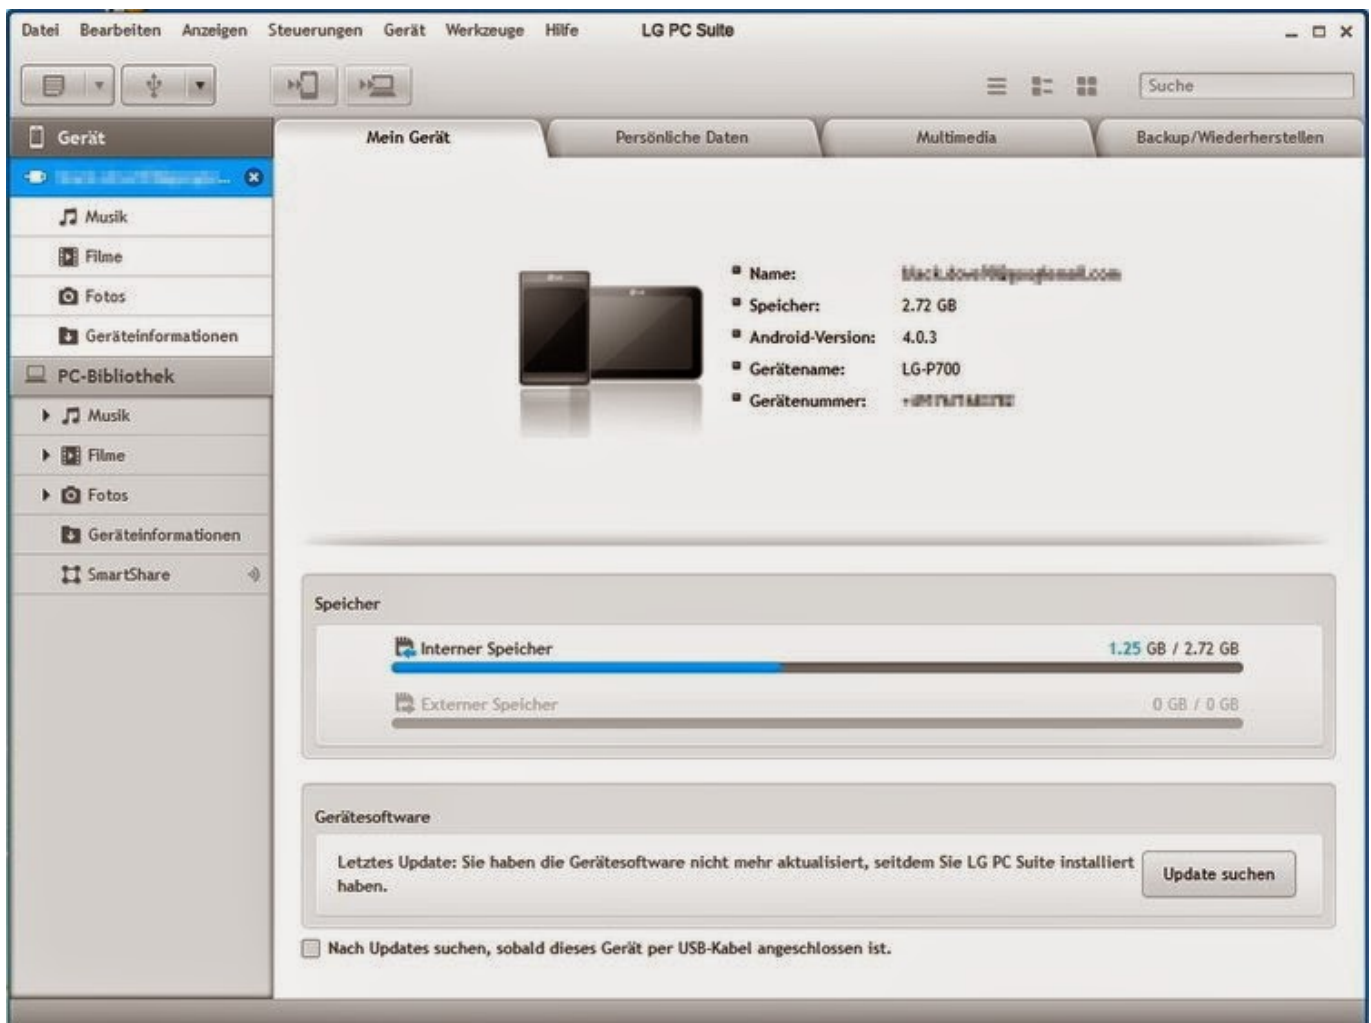 Datei Bearbeiten Anzeigen Steuerungen Gerät Werkzeuge Hilfe LG PC Suite
Suche
Gerät
Mein Gerät Persönliche Daten Multimedia Backup/Wiederherstellen
Musik
Filme
Fotos
Geräteinformationen
PC-Bibliothek
Musik
Filme
Fotos
Geräteinformationen
SmartShare
Name:
Speicher: 2.72 GB
Android-Version: 4.0.3
Gerätename: LG-P700
Gerätenummer:
Speicher
Interner Speicher 1.25 GB / 2.72 GB
Externer Speicher 0 GB / 0 GB
Gerätesoftware
Letztes Update: Sie haben die Gerätesoftware nicht mehr aktualisiert, seitdem Sie LG PC Suite installiert
haben.
Update suchen
Nach Updates suchen, sobald dieses Gerät per USB-Kabel angeschlossen ist.